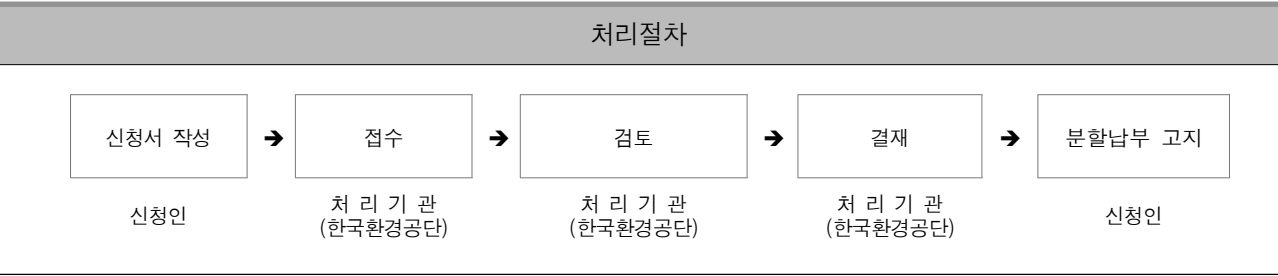 처리절차
신청서 작성 ➔ 접수 ➔ 검토 ➔ 결재 ➔ 분할납부 고지
신청인 처 리 기 관 처 리 기 관 처 리 기 관 신청인
(한국환경공단) (한국환경공단) (한국환경공단)